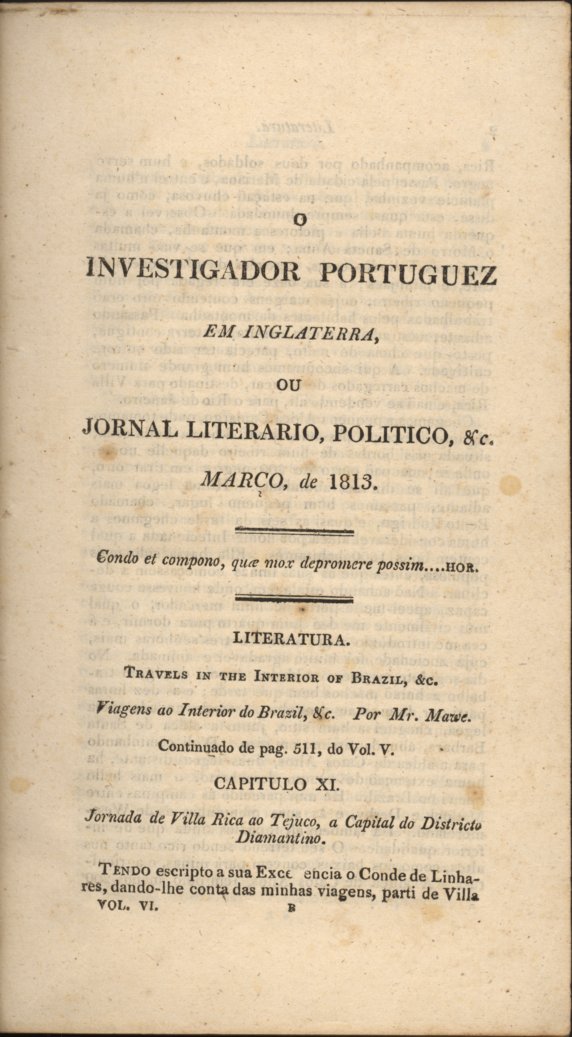 O
INVESTIGADOR PORTUGUEZ
EM INGLATERRA,
OU
JORNAL LITERARIO, POLITICO, &c.
MARÇO, de 1813.
Condo et compono, quæ mox depromere possim....HOR.
LITERATURA.
TRAVELS IN THE INTERIOR OF BRAZIL, &c.
Viagens ao Interior do Brazil, &c. Por Mr. Mawe.
Continuado de pag. 511, do Vol. V.
CAPITULO XI.
Jornada de Villa Rica ao Tejuco, a Capital do Districto
Diamantino.
TENDO escripto a sua Exce encia o Conde de Linha-
res, dando-lhe conta das minhas viagens, parti de Villa
VOL. VI. B